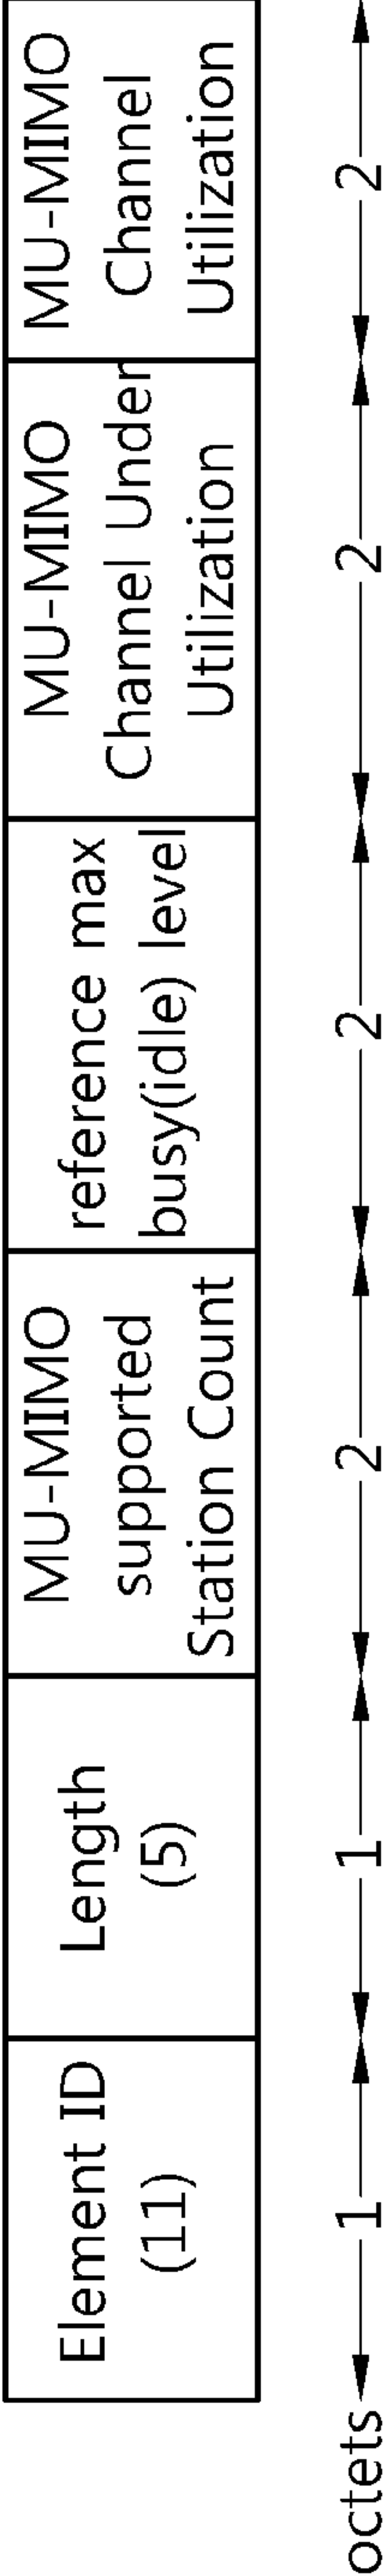 Element ID
(11)
Length
(5)
MU-MIMO
supported
Station Count
reference max
busy(idle) level
MU-MIMO
Channel Under
Utilization
MU-MIMO
Channel
Utilization
octets 1 1 2 2 2 2